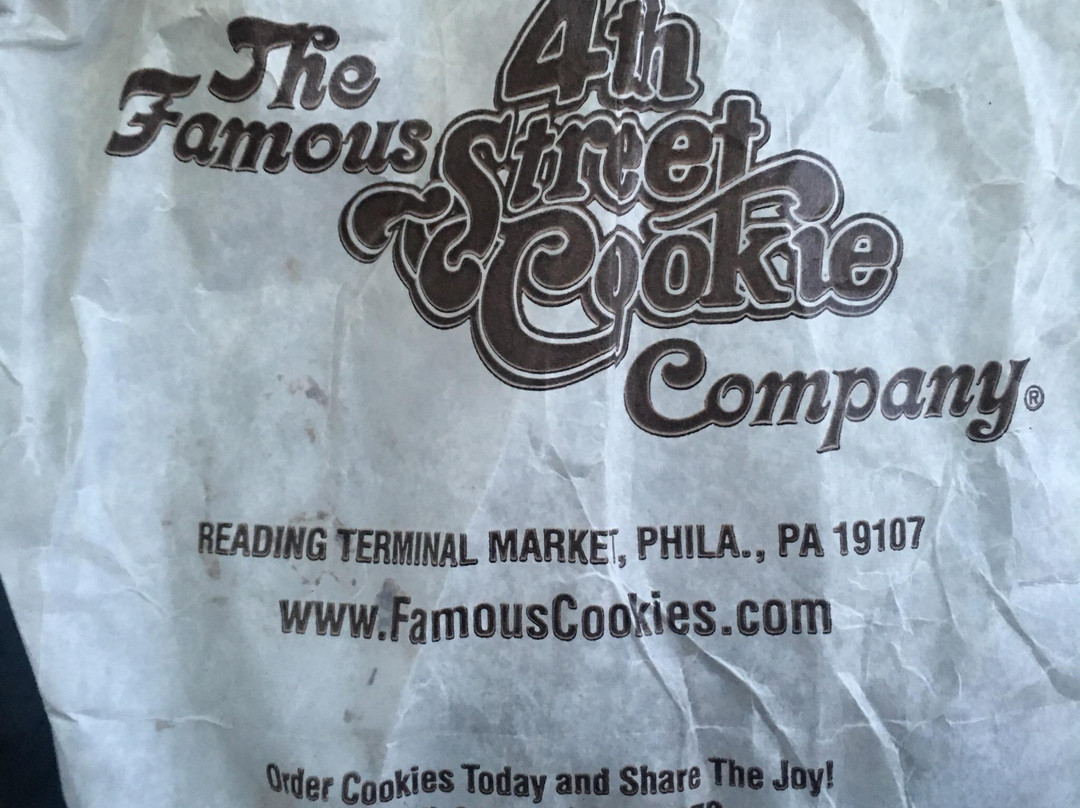 The
Famous
4th
Street
Cookie
Company®
READING TERMINAL MARKET, PHILA., PA 19107
www.FamousCookies.com
Order Cookies Today and Share The Joy!